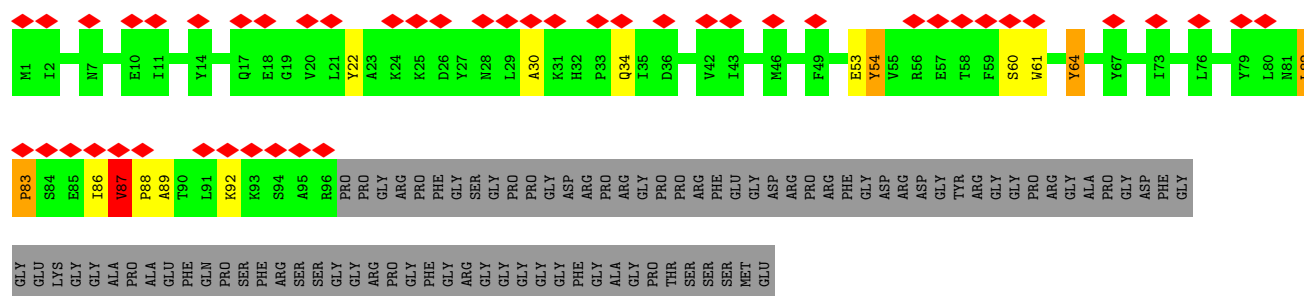 M1 I2 N7 E10 I11 Y14 Q17 E18 G19 V20 L21 Y22 A23 K24 K25 D26 Y27 N28 L29 A30 K31 H32 P33 Q34 I35 D36 V42 I43 M46 F49 E53 Y54 V55 R56 E57 T58 F59 S60 W61 Y64 Y67 I73 L76 Y79 L80 N81
P83 S84 E85 I86 V87 P88 A89 T90 L91 K92 K93 S94 A95 R96 PRO PRO GLY ARG PRO PHE GLY SER GLY PRO PRO GLY ASP ARG PRO ARG GLY PRO PRO ARG PHE GLU GLY ASP ARG PRO ARG PHE GLY ASP ARG ASP GLY TYR ARG GLY GLY PRO ARG GLY ALA PRO GLY ASP PHE GLY
GLY GLU LYS GLY GLY ALA PRO ALA GLU PHE GLN PRO SER PHE ARG SER SER GLY GLY ARG PRO GLY PHE GLY ARG GLY GLY GLY GLY GLY PHE GLY ALA GLY PRO THR SER SER SER MET GLU